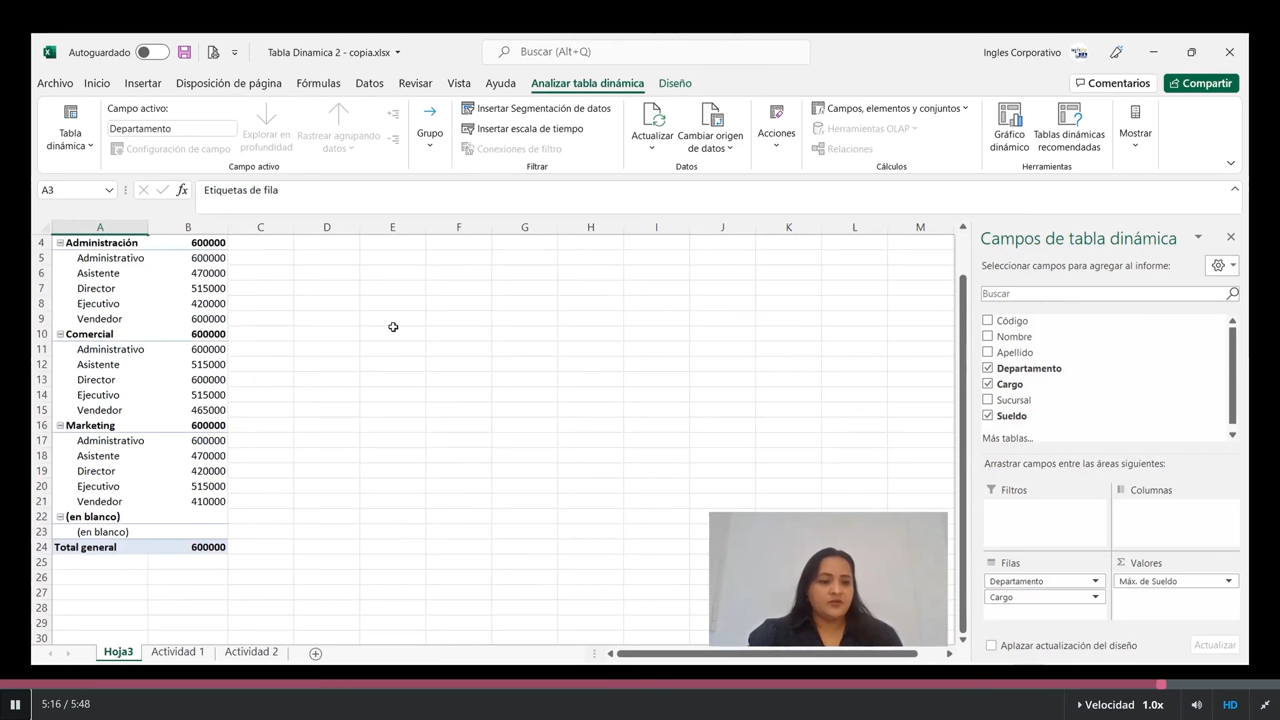 Autoguardado
Tabla Dinamica 2 - copia.xlsx
Buscar (Alt+Q)
Ingles Corporativo
Archivo Inicio Insertar Disposición de página Fórmulas Datos Revisar Vista Ayuda Analizar tabla dinámica Diseño
Comentarios
Compartir
Tabla
dinámica
Campo activo:
Departamento
Configuración de campo
Explorar en
profundidad
Rastrear agrupando
datos
Campo activo
Grupo
Insertar Segmentación de datos
Insertar escala de tiempo
Conexiones de filtro
Filtrar
Actualizar
Cambiar origen
de datos
Datos
Acciones
Campos, elementos y conjuntos
Herramientas OLAP
Relaciones
Cálculos
Gráfico
dinámico
Tablas dinámicas
recomendadas
Herramientas
Mostrar
A3
fx
Etiquetas de fila
A B C D E F G H I J K L M
4 Administración 600000
5 Administrativo 600000
6 Asistente 470000
7 Director 515000
8 Ejecutivo 420000
9 Vendedor 600000
10 Comercial 600000
11 Administrativo 600000
12 Asistente 515000
13 Director 600000
14 Ejecutivo 515000
15 Vendedor 465000
16 Marketing 600000
17 Administrativo 600000
18 Asistente 470000
19 Director 420000
20 Ejecutivo 515000
21 Vendedor 410000
22 (en blanco)
23 (en blanco)
24 Total general 600000
25
26
27
28
29
30
Hoja3 Actividad 1 Actividad 2
Campos de tabla dinámica
Seleccionar campos para agregar al informe:
Buscar
Código
Nombre
Apellido
Departamento
Cargo
Sucursal
Sueldo
Más tablas...
Arrastrar campos entre las áreas siguientes:
Filtros
Columnas
Filas
Σ Valores
Departamento
Máx. de Sueldo
Cargo
Aplazar actualización del diseño
Actualizar
5:16 / 5:48
Velocidad 1.0x
HD